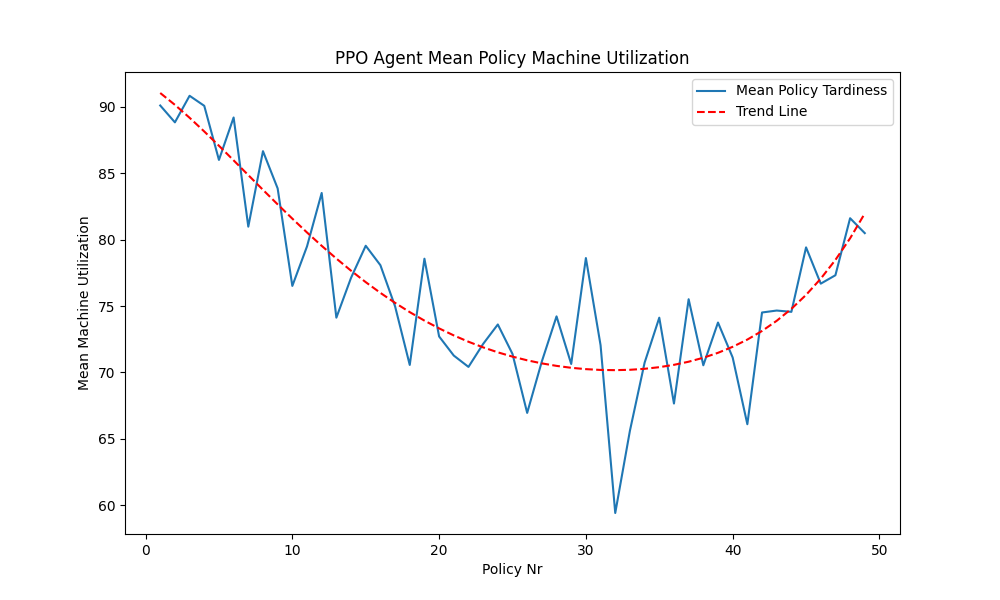 PPO Agent Mean Policy Machine Utilization
Mean Policy Tardiness
Trend Line
Mean Machine Utilization
90
85
80
75
70
65
60
0 10 20 30 40 50
Policy Nr